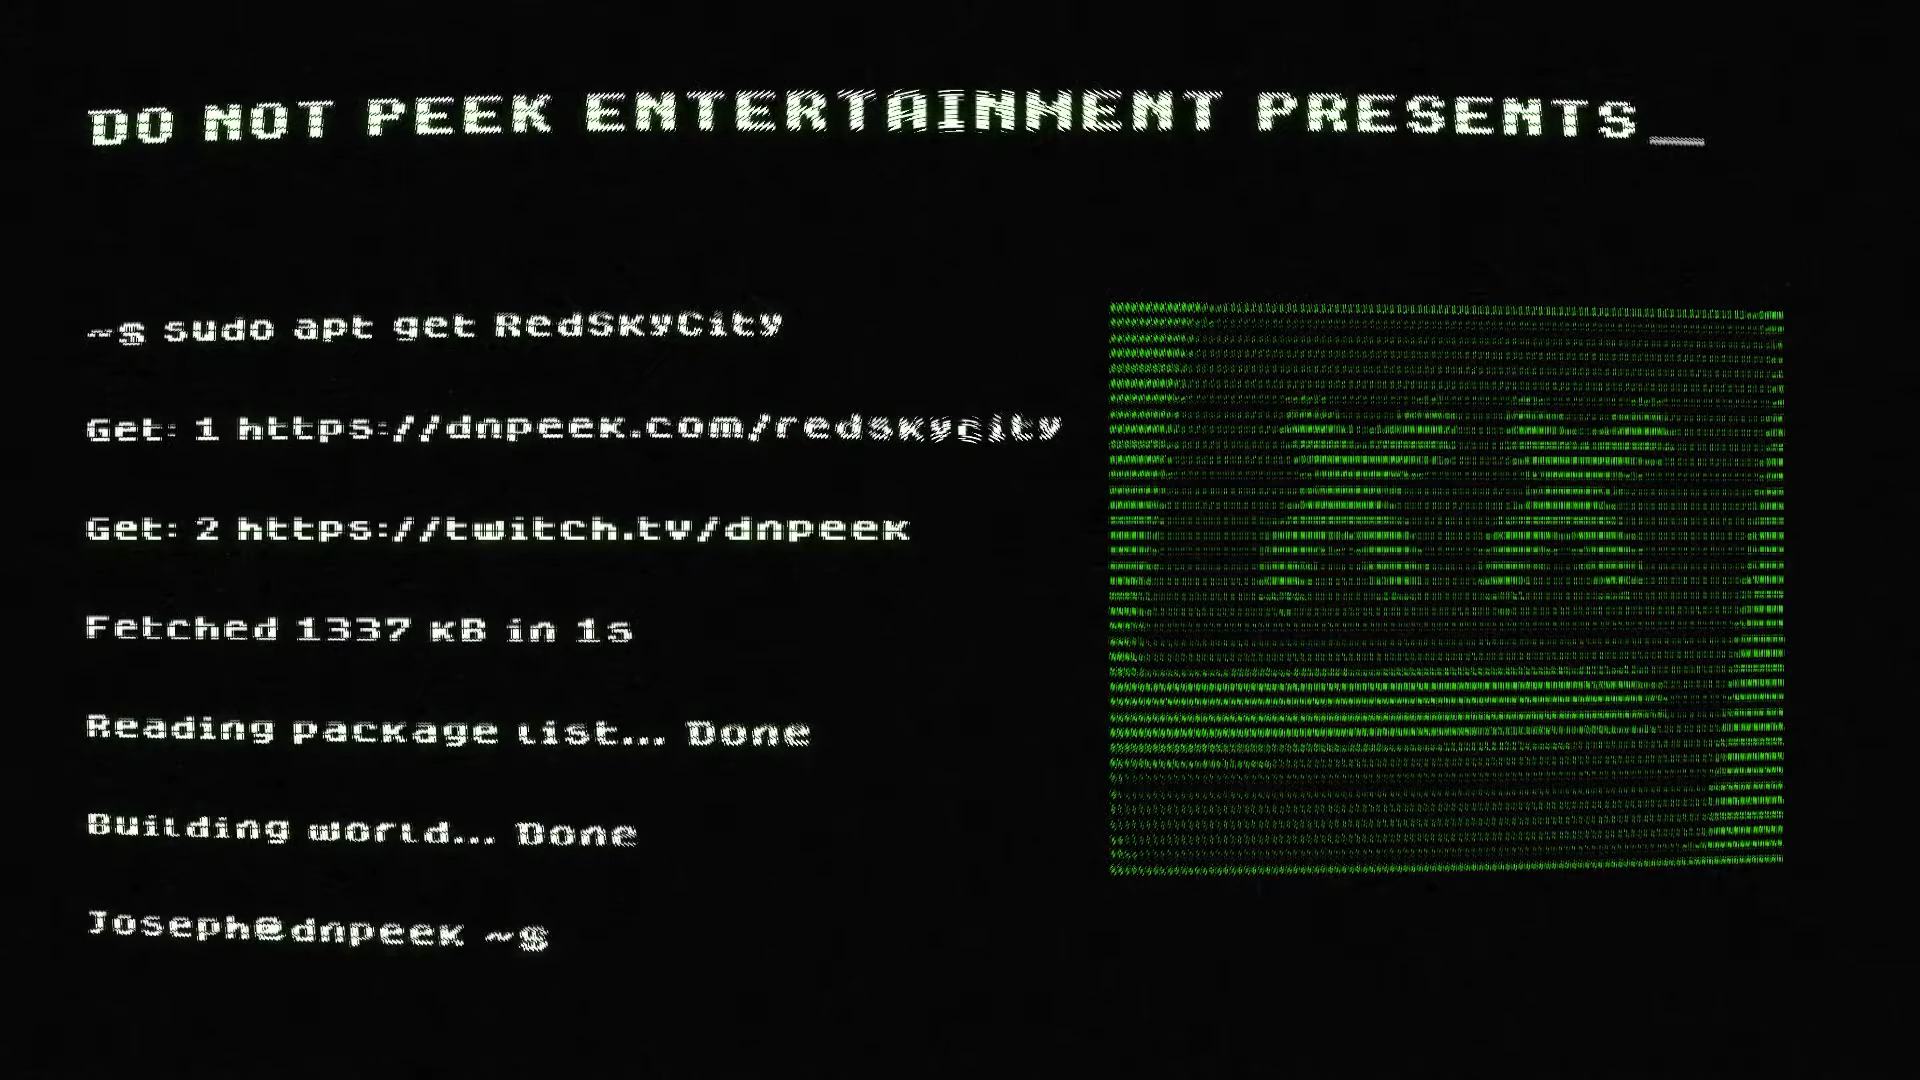 DO NOT PEEK ENTERTAINMENT PRESENTS_
~$ sudo apt get RedSkyCity
Get: 1 https://dnpeek.com/redskycity
Get: 2 https://twitch.tv/dnpeek
Fetched 1337 KB in 1s
Reading package list... Done
Building world... Done
Joseph@dnpeek ~$